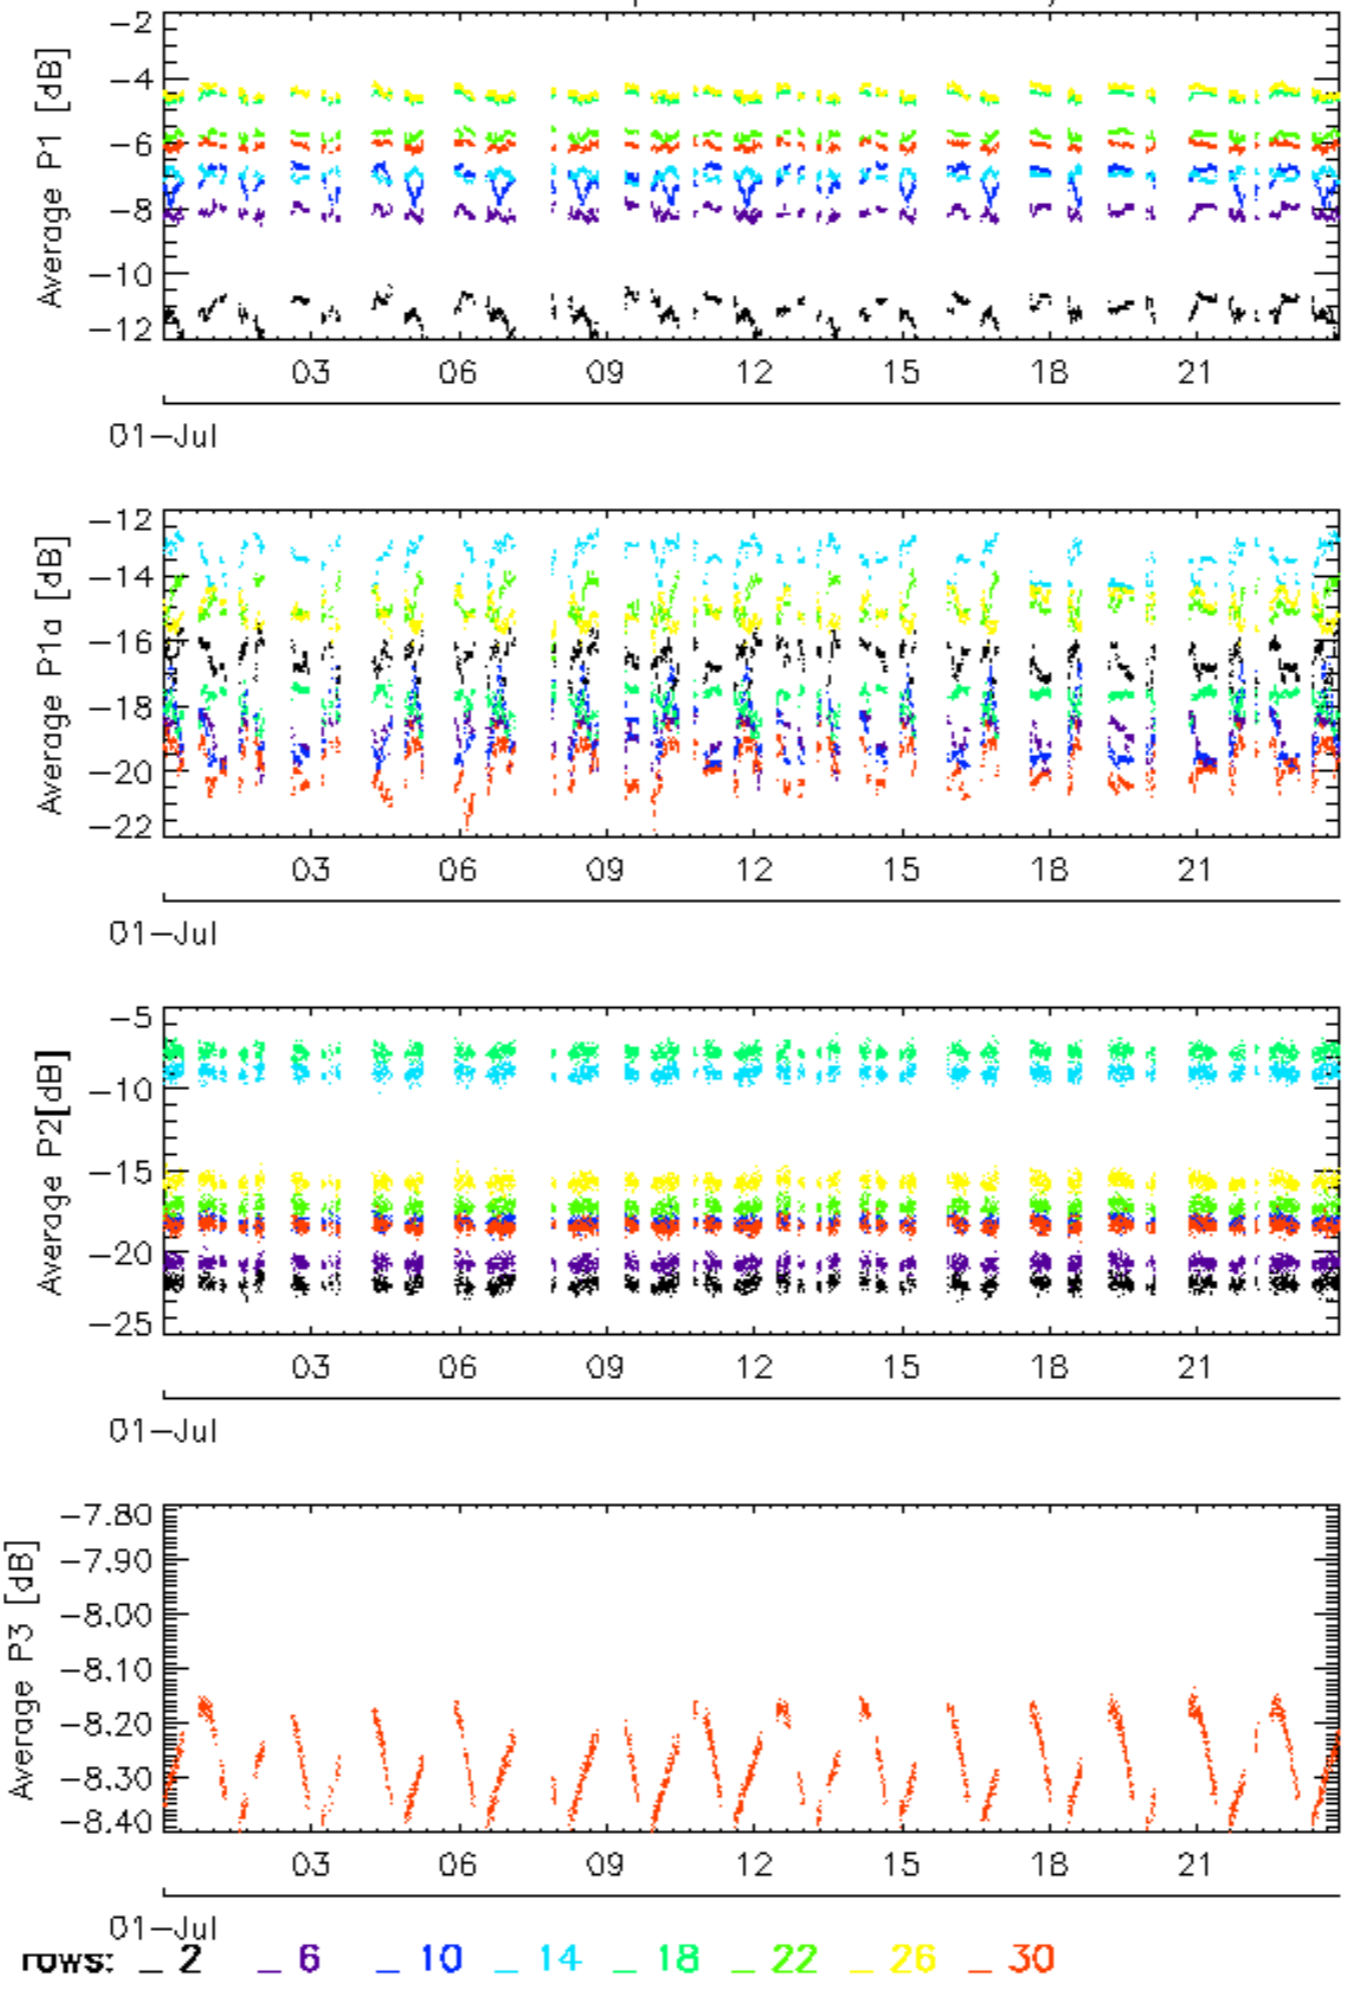 Average P1 [dB]
−2
−4
−6
−8
−10
−12
03 06 09 12 15 18 21
01−Jul
Average P1a [dB]
−12
−14
−16
−18
−20
−22
03 06 09 12 15 18 21
01−Jul
Average P2[dB]
−5
−10
−15
−20
−25
03 06 09 12 15 18 21
01−Jul
Average P3 [dB]
−7.80
−7.90
−8.00
−8.10
−8.20
−8.30
−8.40
03 06 09 12 15 18 21
01−Jul
rows: _ 2 _ 6 _ 10 _ 14 _ 18 _ 22 _ 26 _ 30